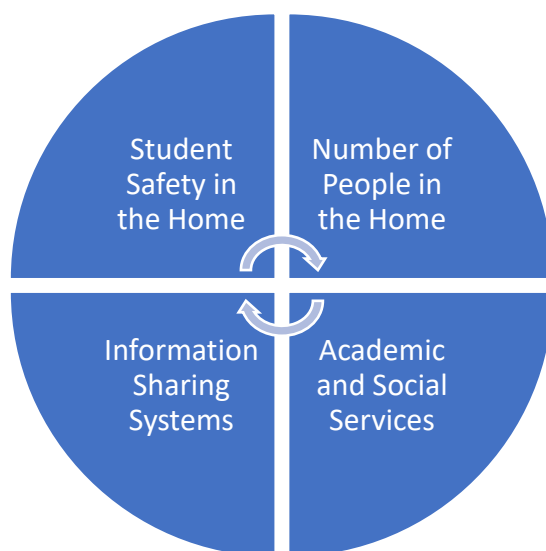 Student
Safety in
the Home
Number of
People in
the Home
Information
Sharing
Systems
Academic
and Social
Services